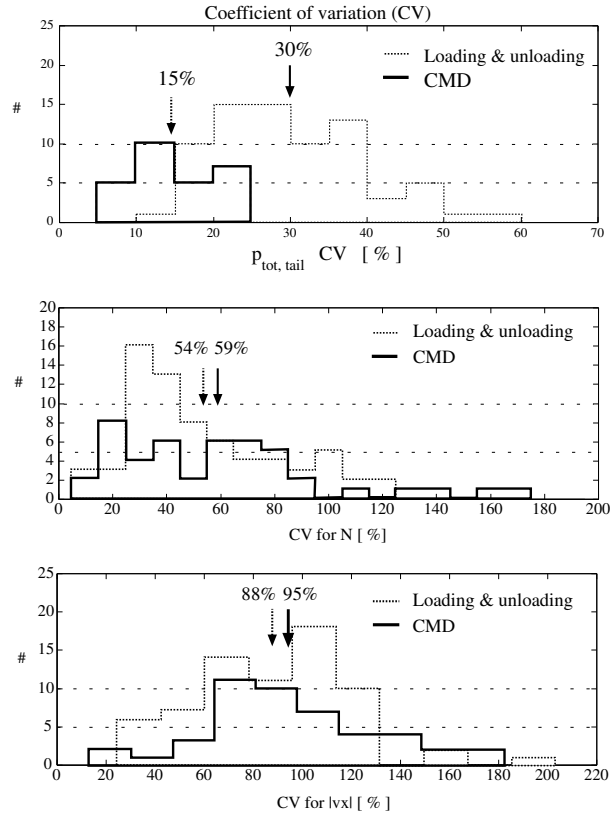 Coefficient of variation (CV)
25
20
15
10
5
0
#
15%
30%
Loading & unloading
CMD
0 10 20 30 40 50 60 70
p tot, tail CV [ % ]
20
18
16
14
12
10
8
6
4
2
0
#
54% 59%
Loading & unloading
CMD
0 20 40 60 80 100 120 140 160 180 200
CV for N [ %]
25
20
15
10
5
0
#
88% 95%
Loading & unloading
CMD
0 20 40 60 80 100 120 140 160 180 200 220
CV for |vx| [ % ]